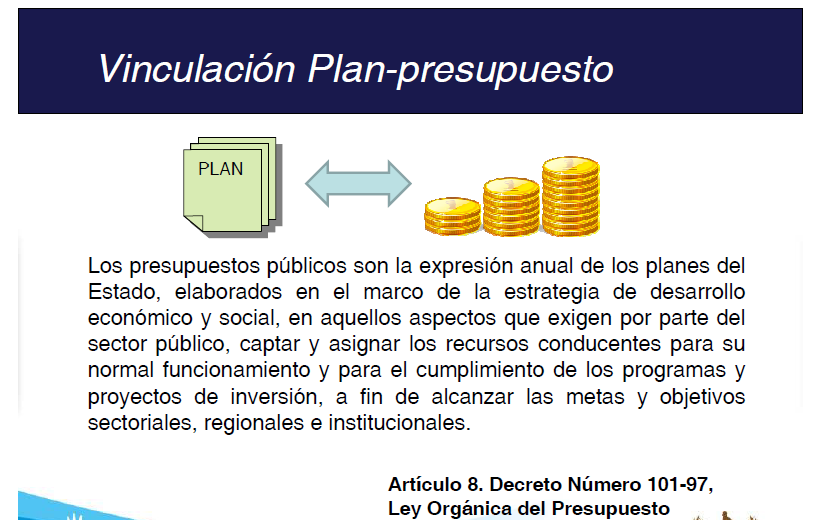 Vinculación Plan-presupuesto
PLAN
Los presupuestos públicos son la expresión anual de los planes del
Estado, elaborados en el marco de la estrategia de desarrollo
económico y social, en aquellos aspectos que exigen por parte del
sector público, captar y asignar los recursos conducentes para su
normal funcionamiento y para el cumplimiento de los programas y
proyectos de inversión, a fin de alcanzar las metas y objetivos
sectoriales, regionales e institucionales.
Artículo 8. Decreto Número 101-97,
Ley Orgánica del Presupuesto